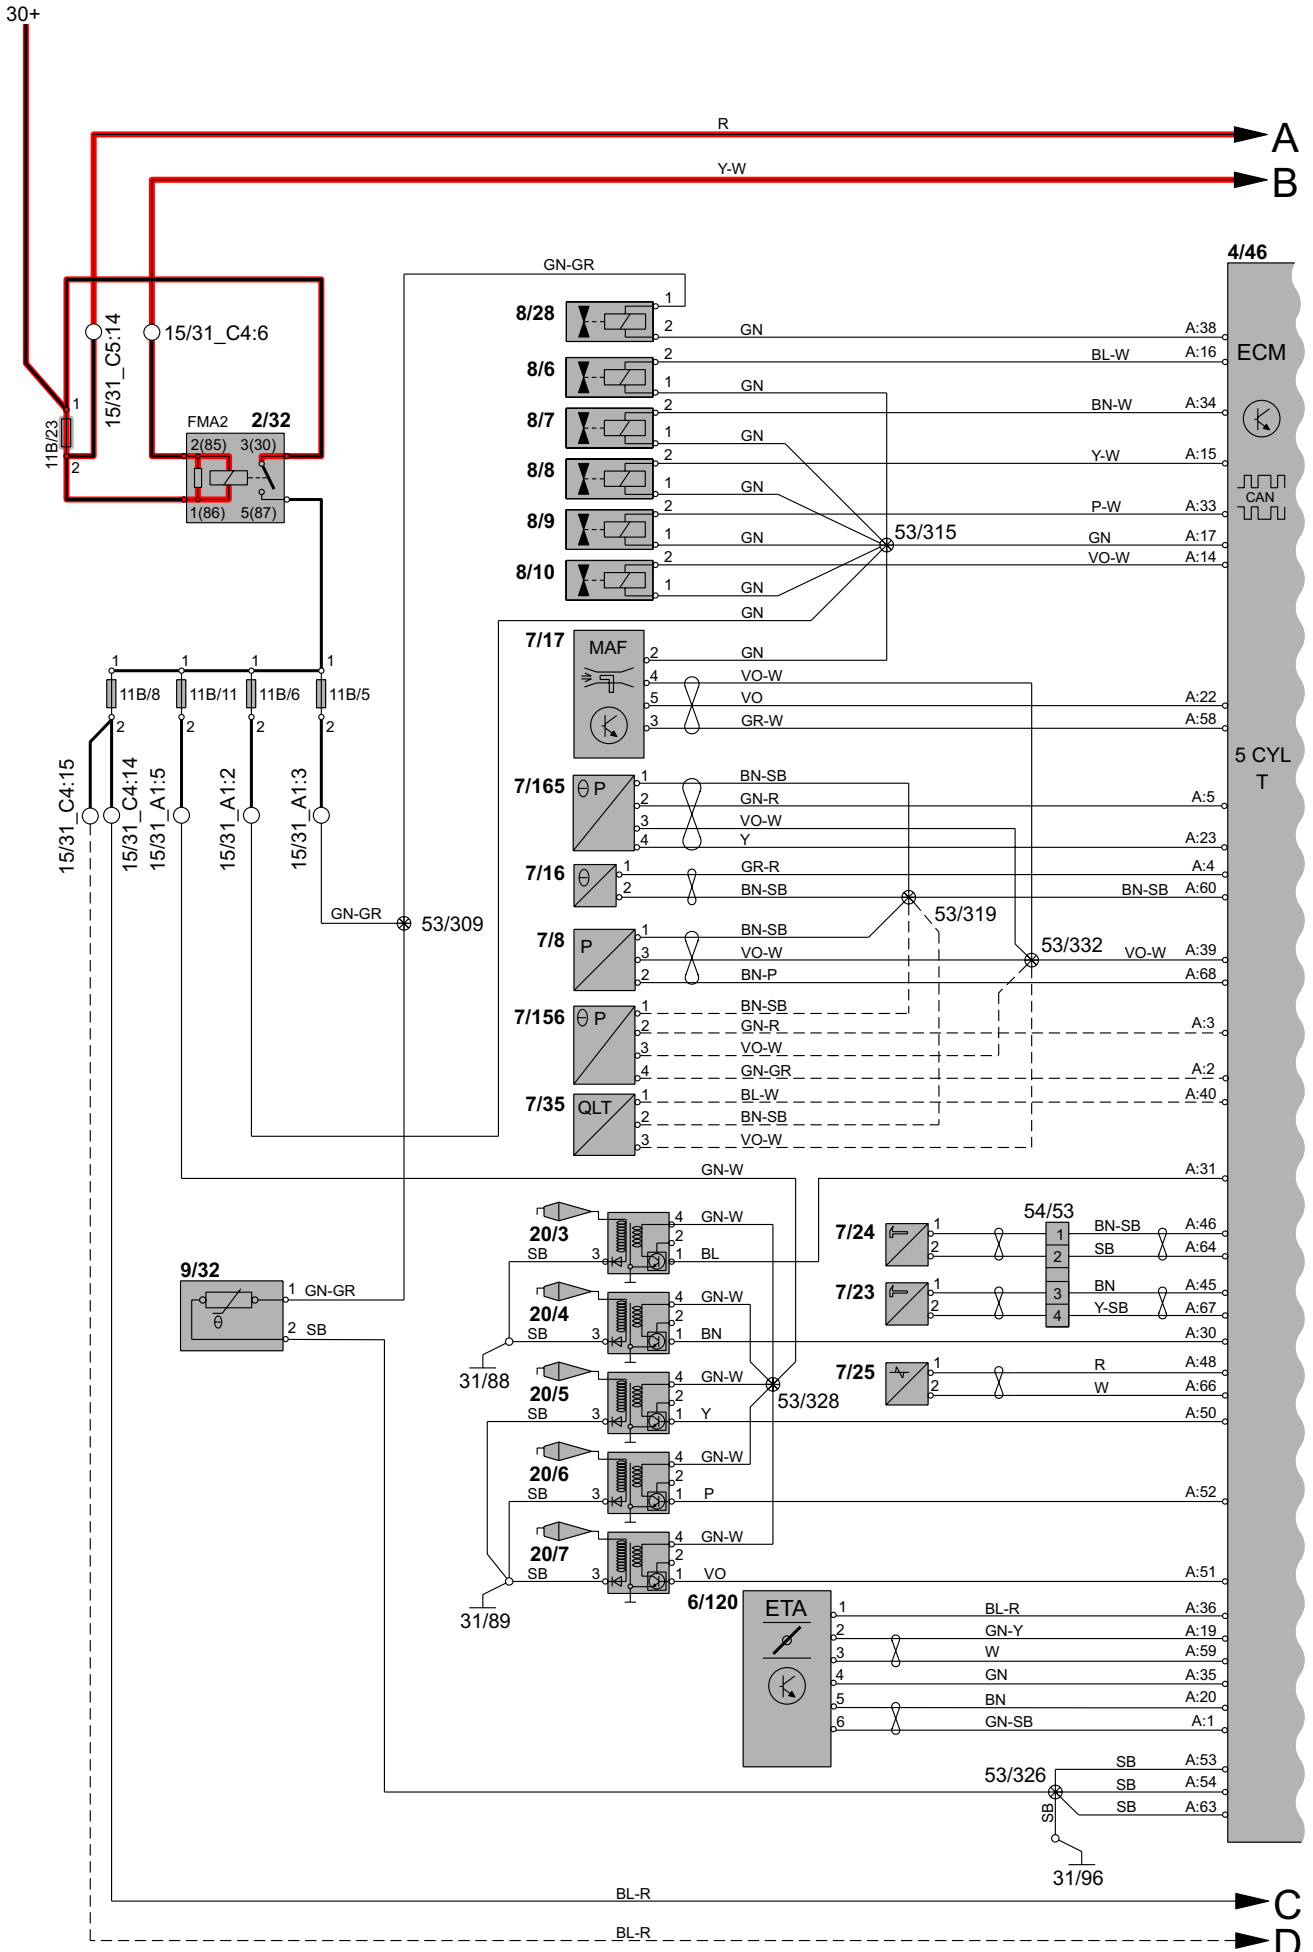 30+
R
A
Y-W
B
4/46
GN-GR
8/28
1
2
GN
A:38
ECM
15/31_C5:14
15/31_C4:6
8/6
2
BL-W
A:16
1
GN
8/7
2
BN-W
A:34
1
GN
1
11B/23
2
FMA2
2/32
2(85)
3(30)
1(86)
5(87)
8/8
2
Y-W
A:15
1
GN
CAN
8/9
2
P-W
A:33
1
GN
53/315
GN
A:17
8/10
2
VO-W
A:14
1
GN
GN
7/17
MAF
2
GN
4
VO-W
5
VO
A:22
3
GR-W
A:58
1
1
1
1
11B/8
11B/11
11B/6
11B/5
2
2
2
2
15/31_C4:15
15/31_C4:14
15/31_A1:5
15/31_A1:2
15/31_A1:3
5 CYL
T
7/165
θ P
1
BN-SB
2
GN-R
A:5
3
VO-W
4
Y
A:23
7/16
θ
1
GR-R
A:4
2
BN-SB
BN-SB
A:60
53/319
GN-GR
53/309
7/8
P
1
BN-SB
3
VO-W
53/332
VO-W
A:39
2
BN-P
A:68
7/156
θ P
1
BN-SB
2
GN-R
A:3
3
VO-W
4
GN-GR
A:2
7/35
QLT
1
BL-W
A:40
2
BN-SB
3
VO-W
GN-W
A:31
20/3
4
GN-W
2
SB
3
1
BL
7/24
1
54/53
1
BN-SB
A:46
2
2
SB
A:64
9/32
1
GN-GR
θ
2
SB
20/4
4
GN-W
2
SB
3
1
BN
A:30
7/23
1
3
BN
A:45
2
4
Y-SB
A:67
31/88
7/25
1
R
A:48
2
W
A:66
20/5
4
GN-W
2
53/328
SB
3
1
Y
A:50
20/6
4
GN-W
2
SB
3
1
P
A:52
20/7
4
GN-W
2
SB
3
1
VO
A:51
31/89
6/120
ETA
1
BL-R
A:36
2
GN-Y
A:19
3
W
A:59
4
GN
A:35
5
BN
A:20
6
GN-SB
A:1
53/326
SB
A:53
SB
A:54
SB
A:63
SB
31/96
BL-R
C
BL-R
D